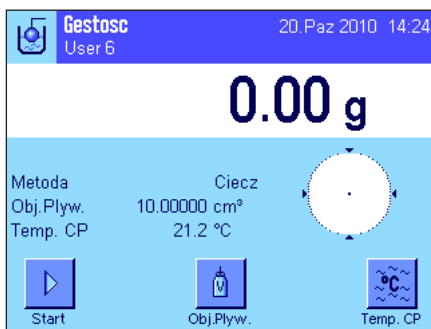 Gestosc 20.Paz 2010 14:24
User 6
0.00 g
Metoda Ciecz
Obj.Plyw. 10.00000 cm³
Temp. CP 21.2 °C
°C
Start Obj.Plyw. Temp. CP